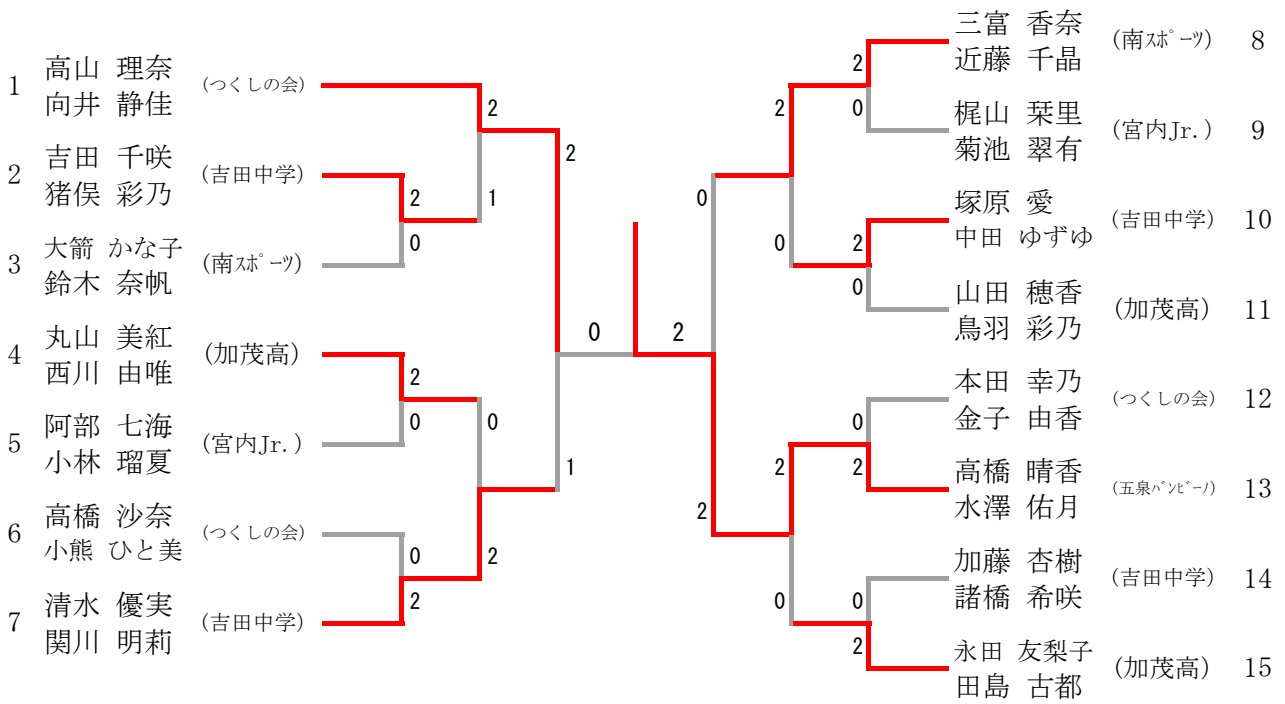 1 高山 理奈 (つくしの会)
向井 静佳
2 吉田 千咲 (吉田中学)
猪俣 彩乃
3 大箭 かな子 (南スポーツ)
鈴木 奈帆
4 丸山 美紅 (加茂高)
西川 由唯
5 阿部 七海 (宮内Jr.)
小林 瑠夏
6 高橋 沙奈 (つくしの会)
小熊 ひと美
7 清水 優実 (吉田中学)
関川 明莉
2
1
2
0
2
0
2
0
0
2
1
0
2
0
2
2
0
2
0
0
2
0
2
0
2
2
0
2
三富 香奈 (南スポーツ) 8
近藤 千晶
梶山 栞里 (宮内Jr.) 9
菊池 翠有
塚原 愛 (吉田中学) 10
中田 ゆずゆ
山田 穂香 (加茂高) 11
鳥羽 彩乃
本田 幸乃 (つくしの会) 12
金子 由香
高橋 晴香 (五泉バンビーノ) 13
水澤 佑月
加藤 杏樹 (吉田中学) 14
諸橋 希咲
永田 友梨子 (加茂高) 15
田島 古都